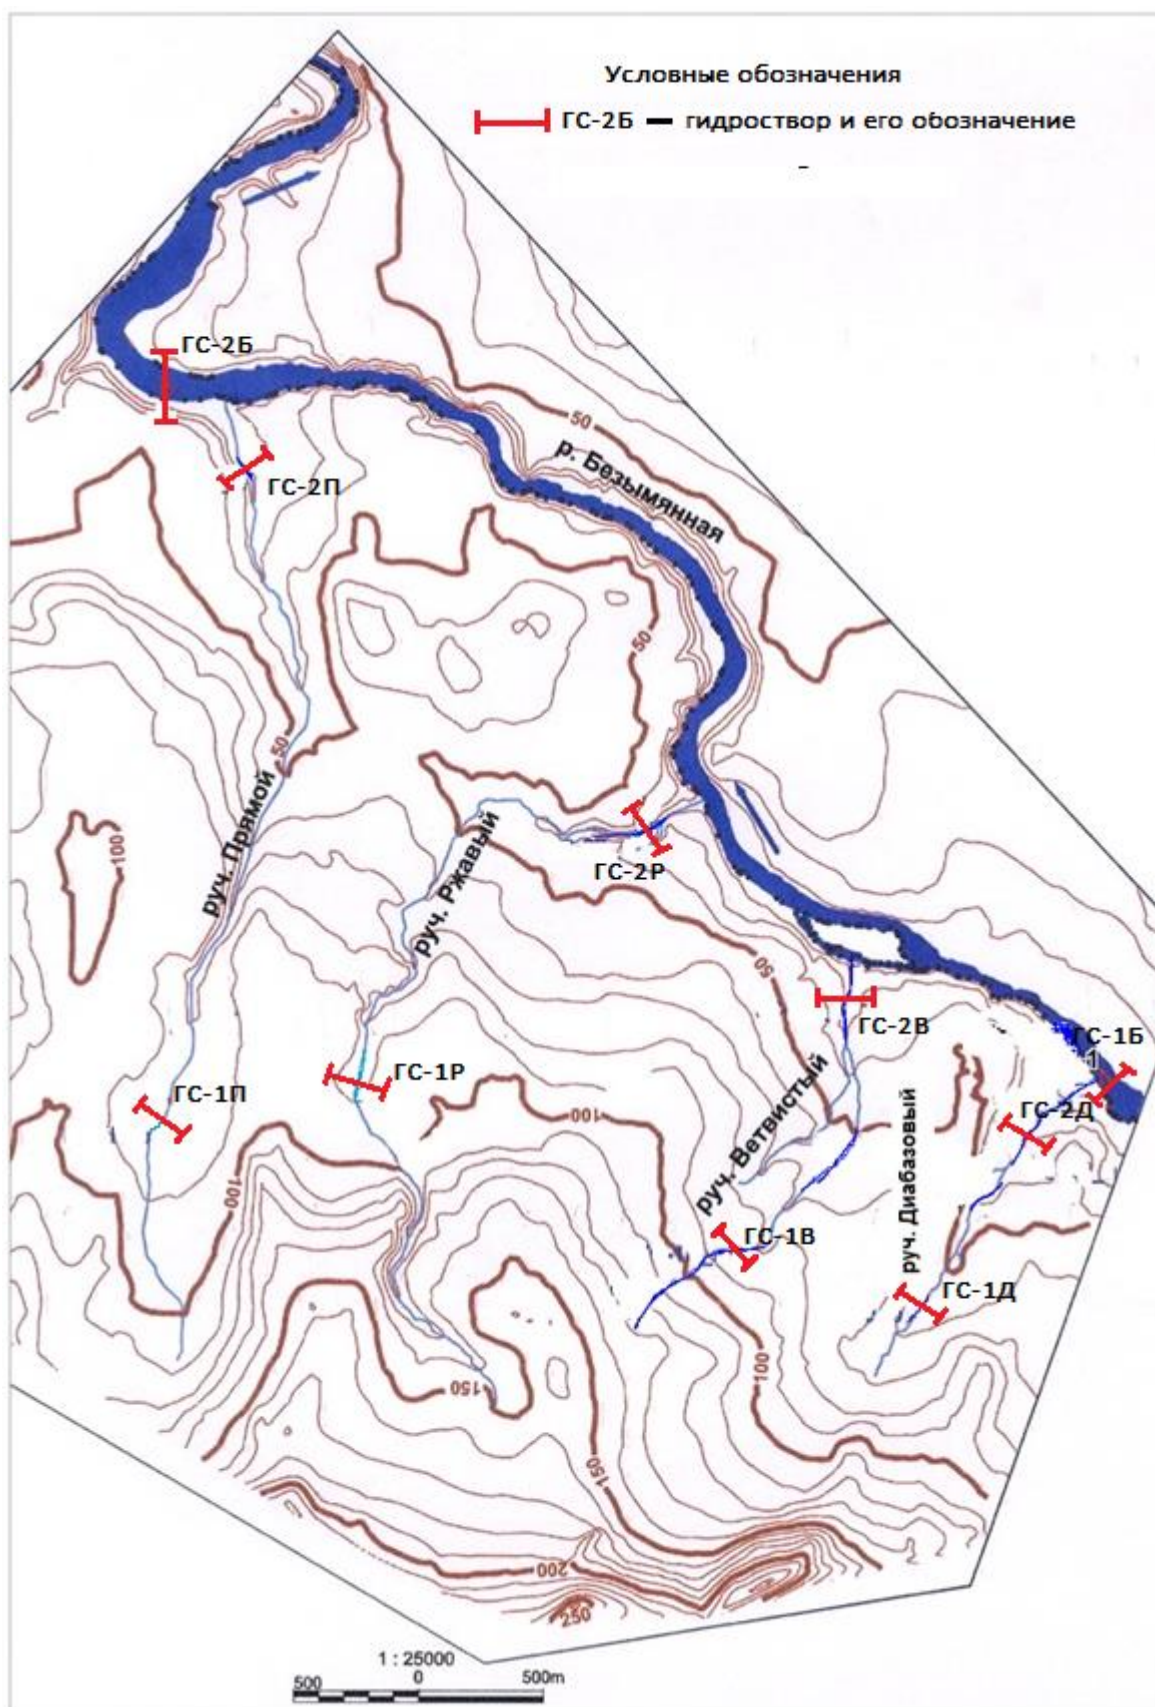 Условные обозначения
ГС-2Б – гидроствор и его обозначение
-
ГС-2Б
50
р. Безымянная
ГС-2П
50
50
руч. Прямой
100
руч. Ржавый
ГС-2Р
50
ГС-2В
ГС-1Б
1
ГС-1Р
ГС-1П
100
ГС-2Д
руч. Ветвистый
руч. Диабазовый
100
ГС-1В
ГС-1Д
100
150
150
200
250
1 : 25000
500 0 500m